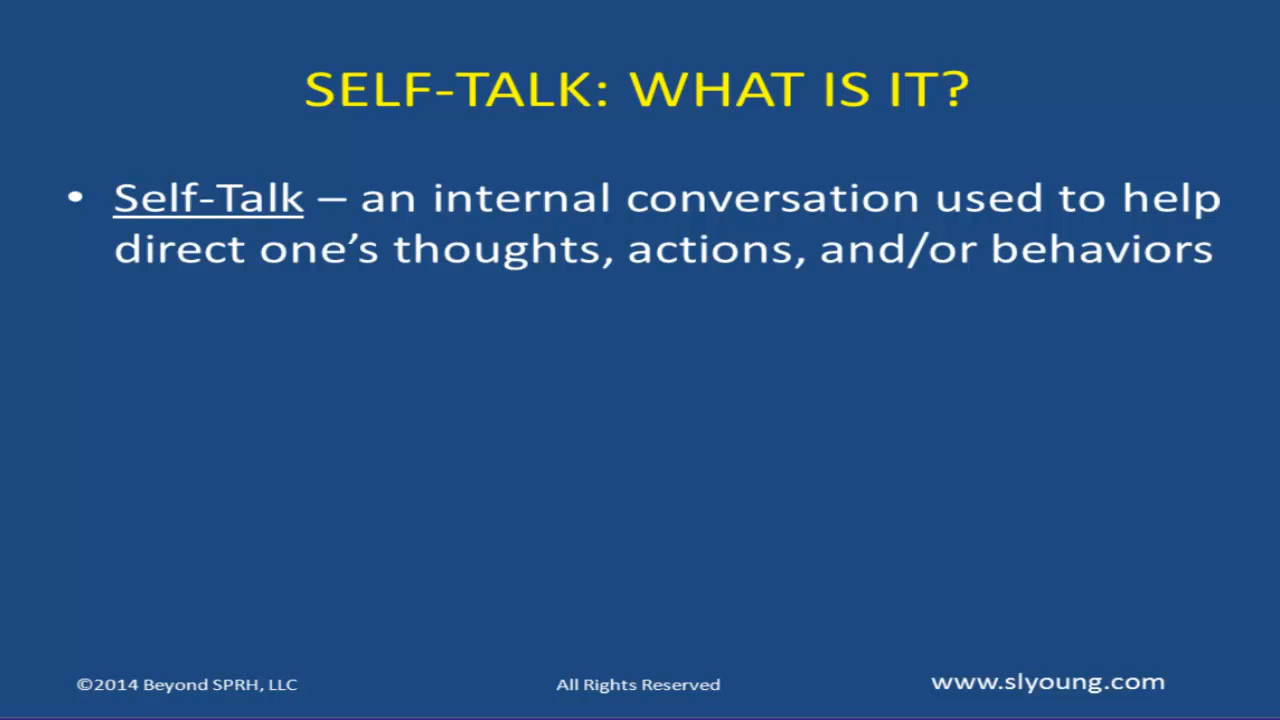 SELF-TALK: WHAT IS IT?
• Self-Talk – an internal conversation used to help
direct one’s thoughts, actions, and/or behaviors
©2014 Beyond SPRH, LLC
All Rights Reserved
www.slyoung.com